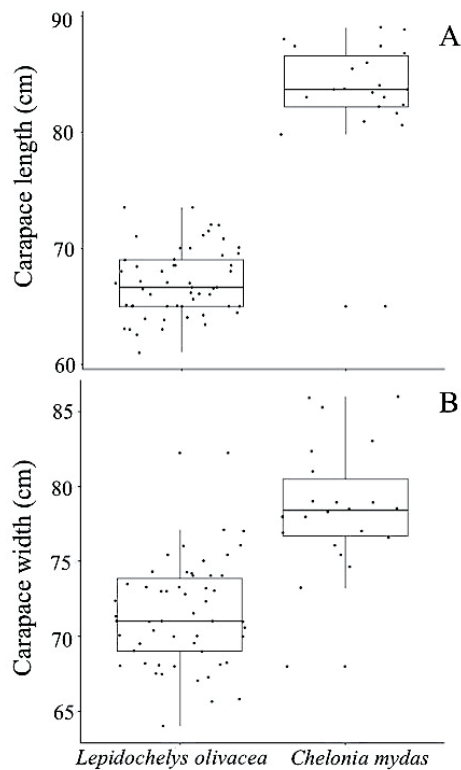 A
Carapace length (cm)
90
80
70
60
B
Carapace width (cm)
85
80
75
70
65
Lepidochelys olivacea Chelonia mydas